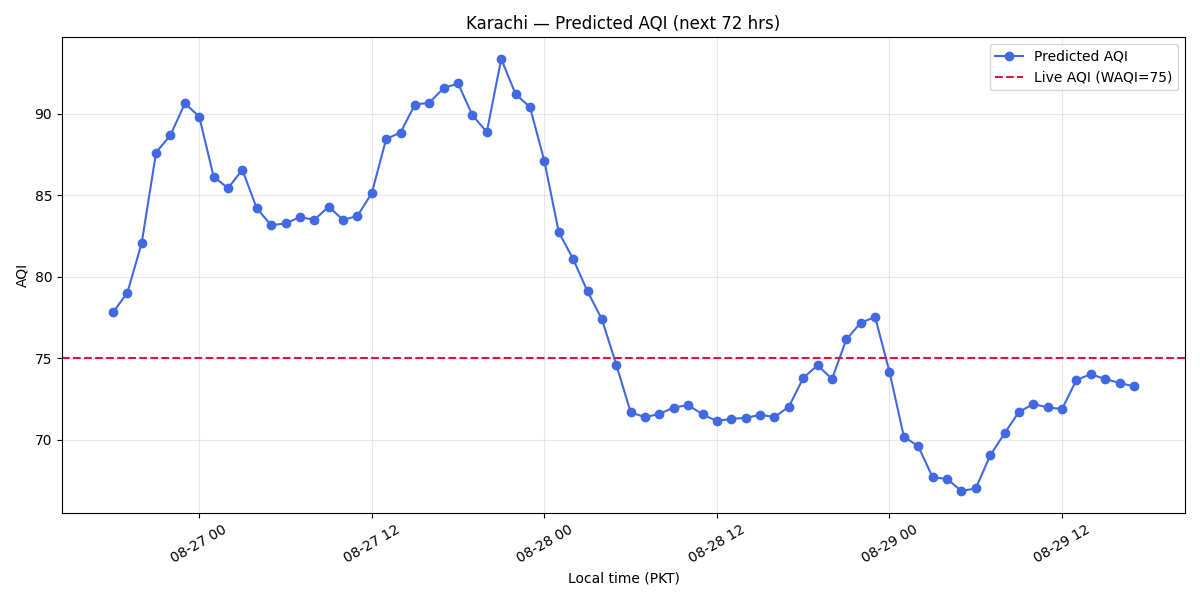 Karachi — Predicted AQI (next 72 hrs)
Predicted AQI
Live AQI (WAQI=75)
AQI
90
85
80
75
70
08-27 00
08-27 12
08-28 00
08-28 12
08-29 00
08-29 12
Local time (PKT)